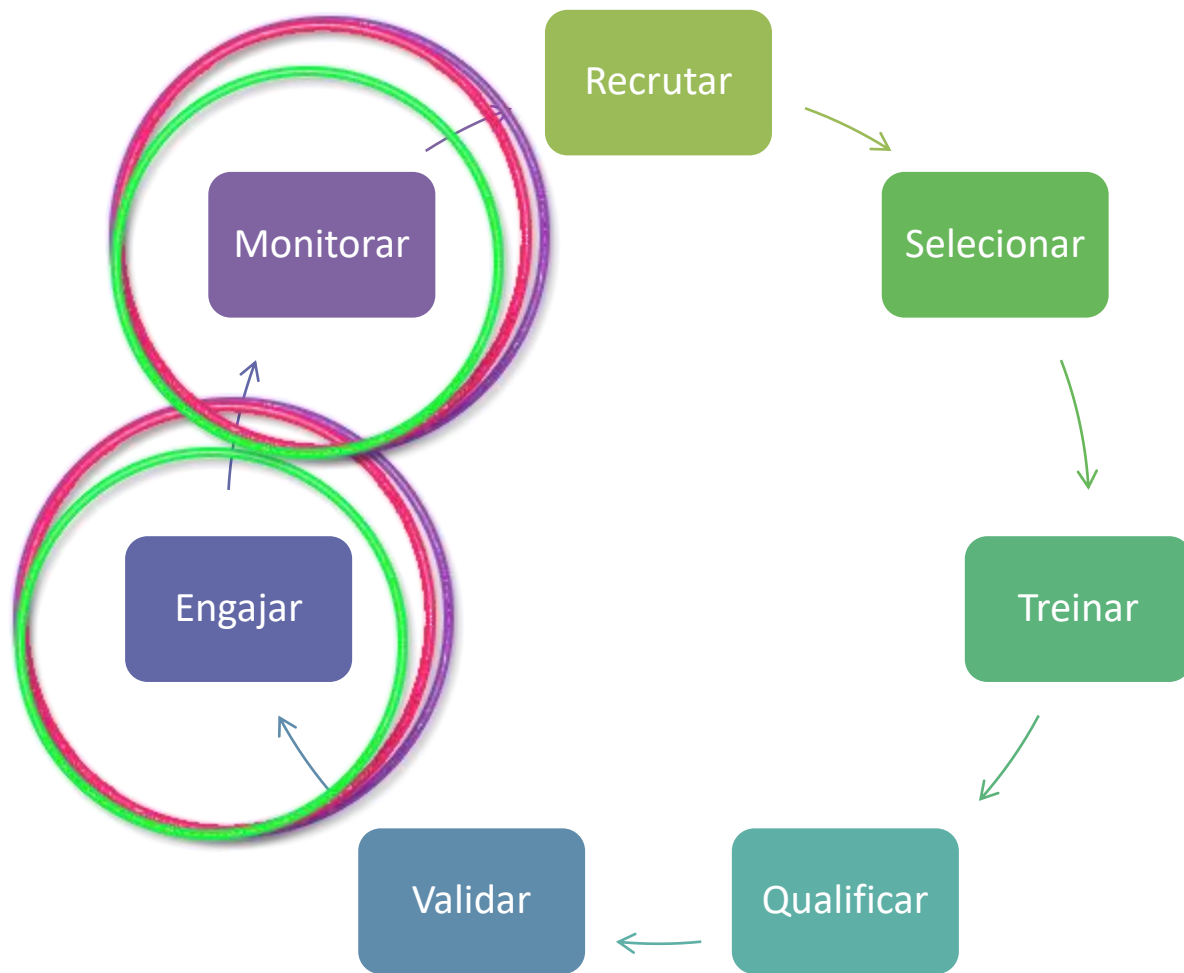 Recrutar
Selecionar
Treinar
Qualificar
Validar
Engajar
Monitorar